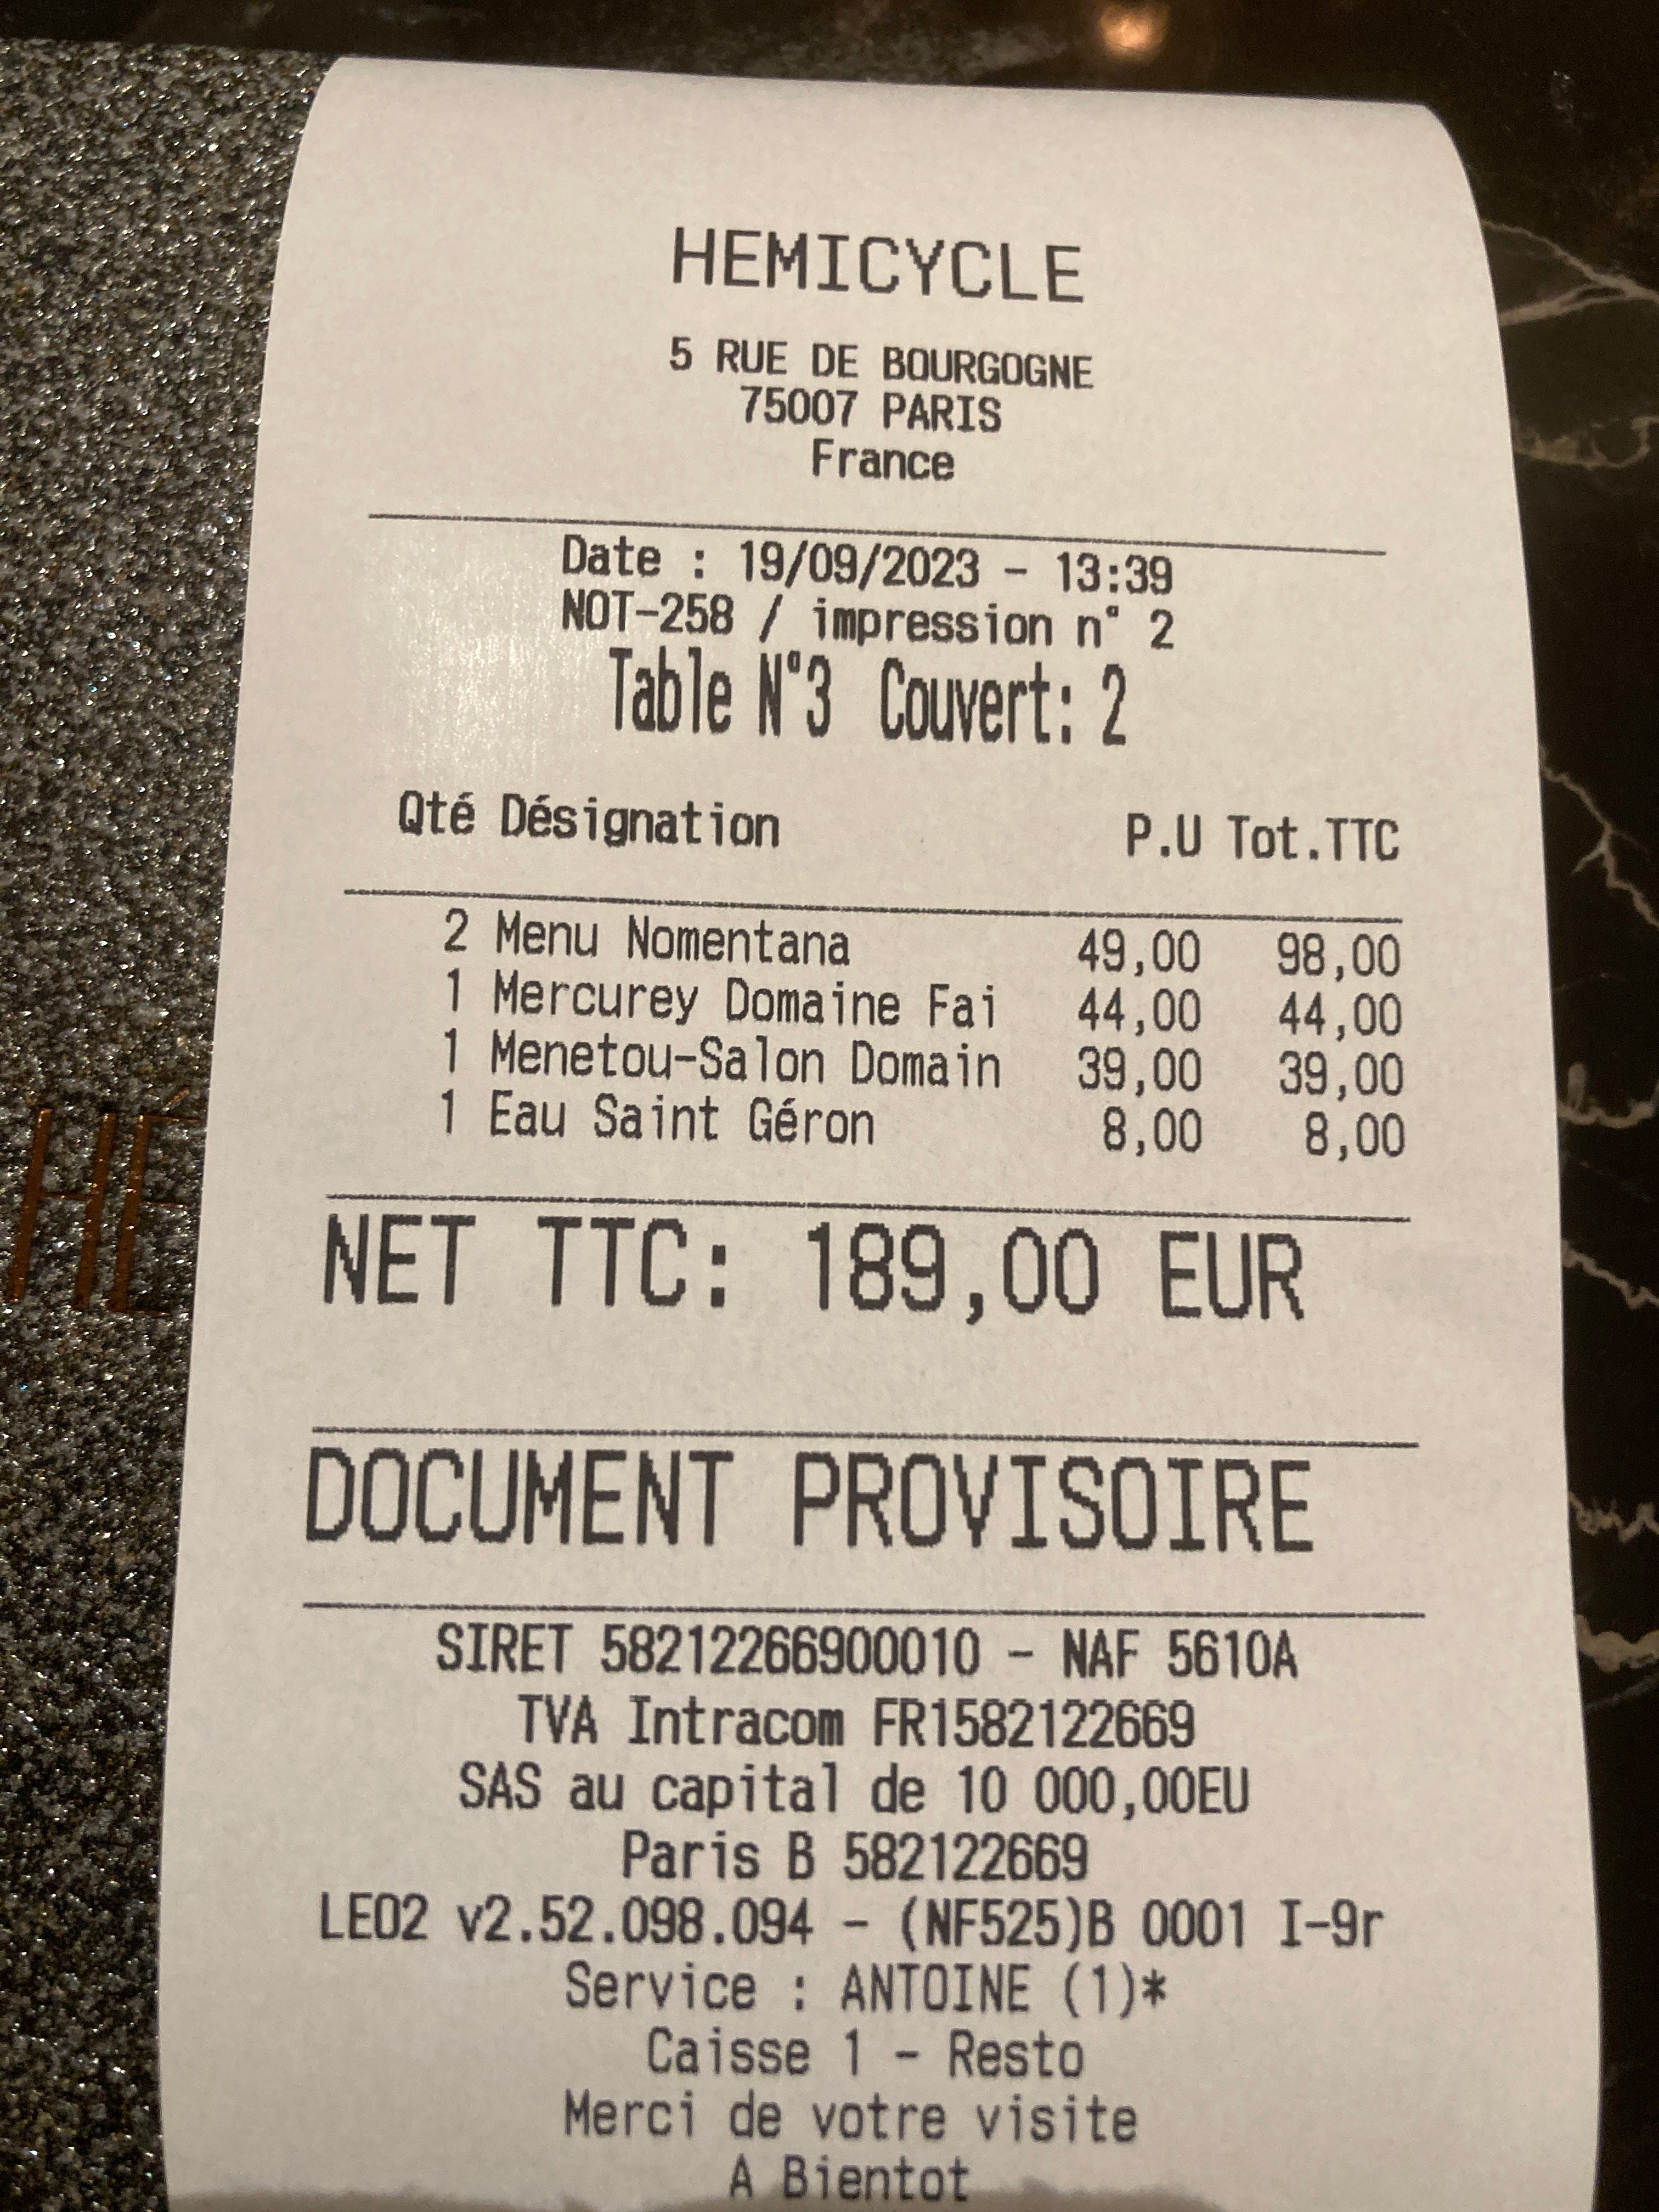 HEMICYCLE
5 RUE DE BOURGOGNE
75007 PARIS
France
Date : 19/09/2023 - 13:39
NOT-258 / impression n° 2
Table N°3 Couvert: 2
Qté Désignation P.U Tot.TTC
2 Menu Nomentana 49,00 98,00
1 Mercurey Domaine Fai 44,00 44,00
1 Menetou-Salon Domain 39,00 39,00
1 Eau Saint Géron 8,00 8,00
NET TTC: 189,00 EUR
DOCUMENT PROVISOIRE
SIRET 58212266900010 - NAF 5610A
TVA Intracom FR1582122669
SAS au capital de 10 000,00EU
Paris B 582122669
LEO2 v2.52.098.094 - (NF525)B 0001 I-9r
Service : ANTOINE (1)*
Caisse 1 - Resto
Merci de votre visite
A Bientot
HÉ